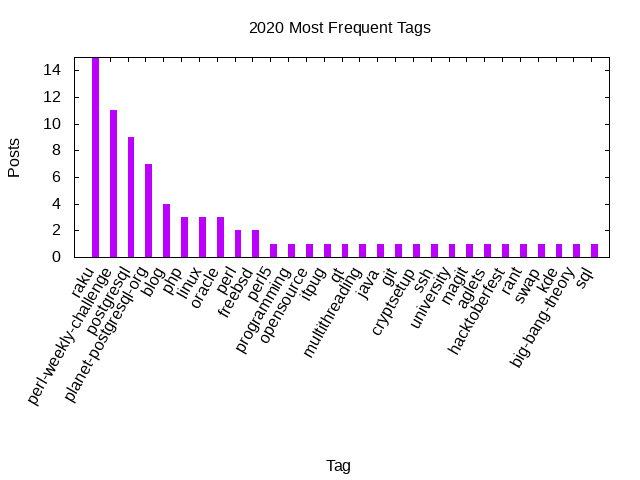 2020 Most Frequent Tags
Posts
14
12
10
8
6
4
2
0
raku
perl-weekly-challenge
postgresql
planet-postgresql-org
blog
php
linux
oracle
perl
freebsd
perl5
programming
opensource
itpug
qt
multithreading
java
git
cryptsetup
ssh
university
magit
aglets
hacktoberfest
rant
swap
kde
big-bang-theory
sql
Tag